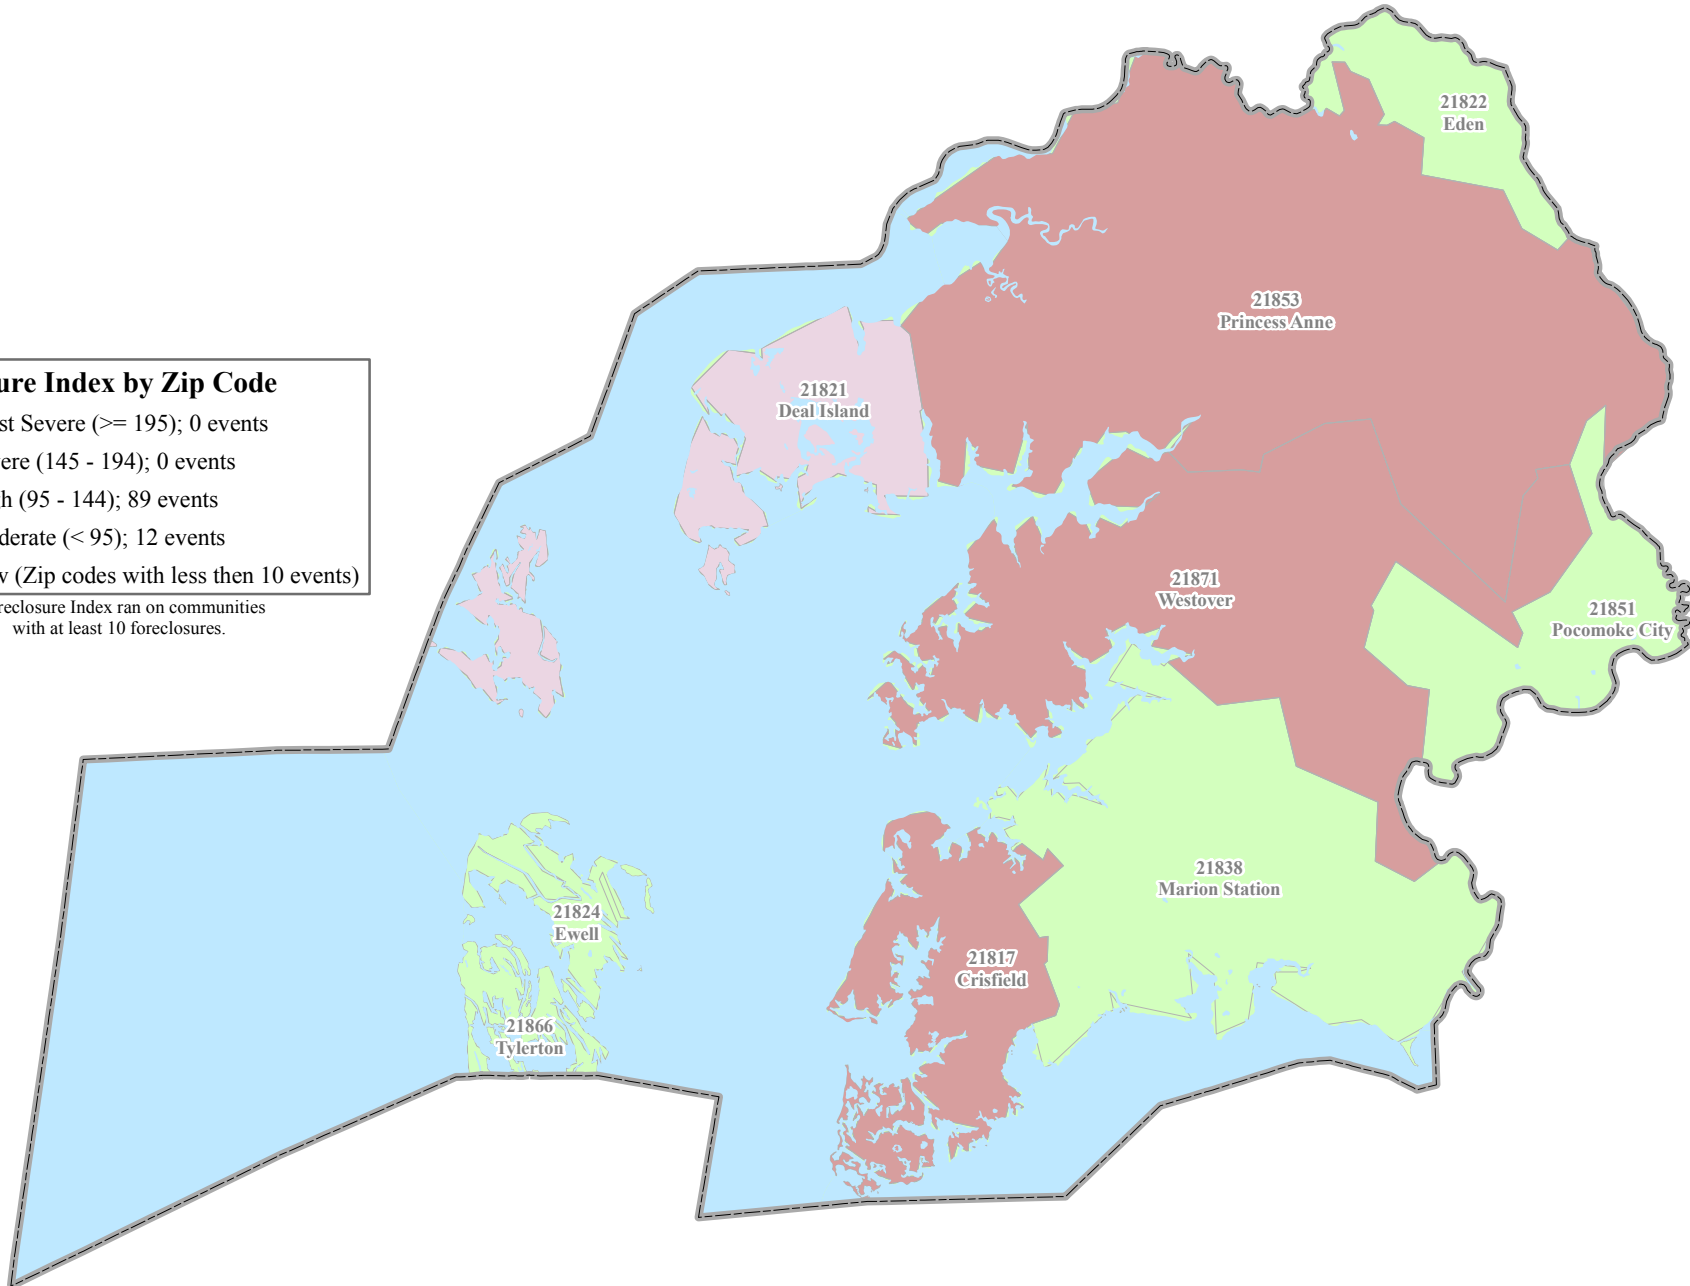 21822
Eden
21853
Princess Anne
ure Index by Zip Code
st Severe (>= 195); 0 events
ere (145 - 194); 0 events
h (95 - 144); 89 events
derate (< 95); 12 events
v (Zip codes with less then 10 events)
reclosure Index ran on communities
with at least 10 foreclosures.
21821
Deal Island
21871
Westover
21851
Pocomoke City
21838
Marion Station
21824
Ewell
21817
Crisfield
21866
Tylerton